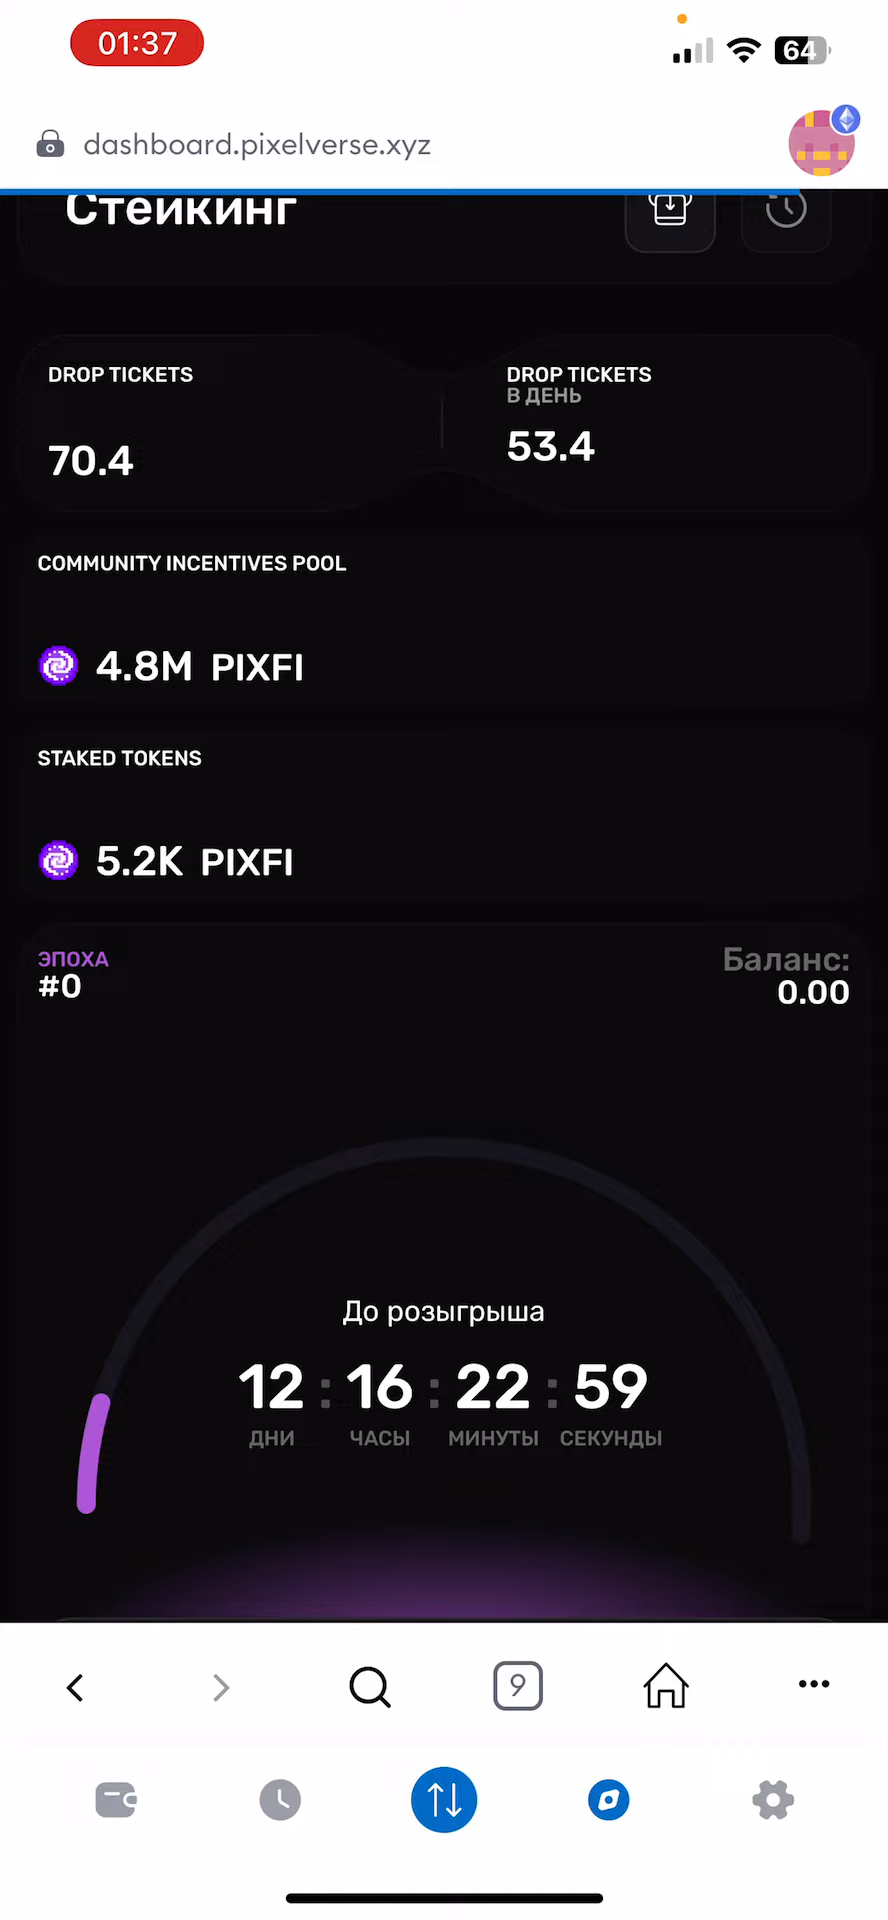 01:37
64
dashboard.pixelverse.xyz
Стейкинг
DROP TICKETS
70.4
DROP TICKETS
В ДЕНЬ
53.4
COMMUNITY INCENTIVES POOL
4.8M PIXFI
STAKED TOKENS
5.2K PIXFI
ЭПОХА
#0
Баланс:
0.00
До розыгрыша
12 : 16 : 22 : 59
ДНИ ЧАСЫ МИНУТЫ СЕКУНДЫ
9